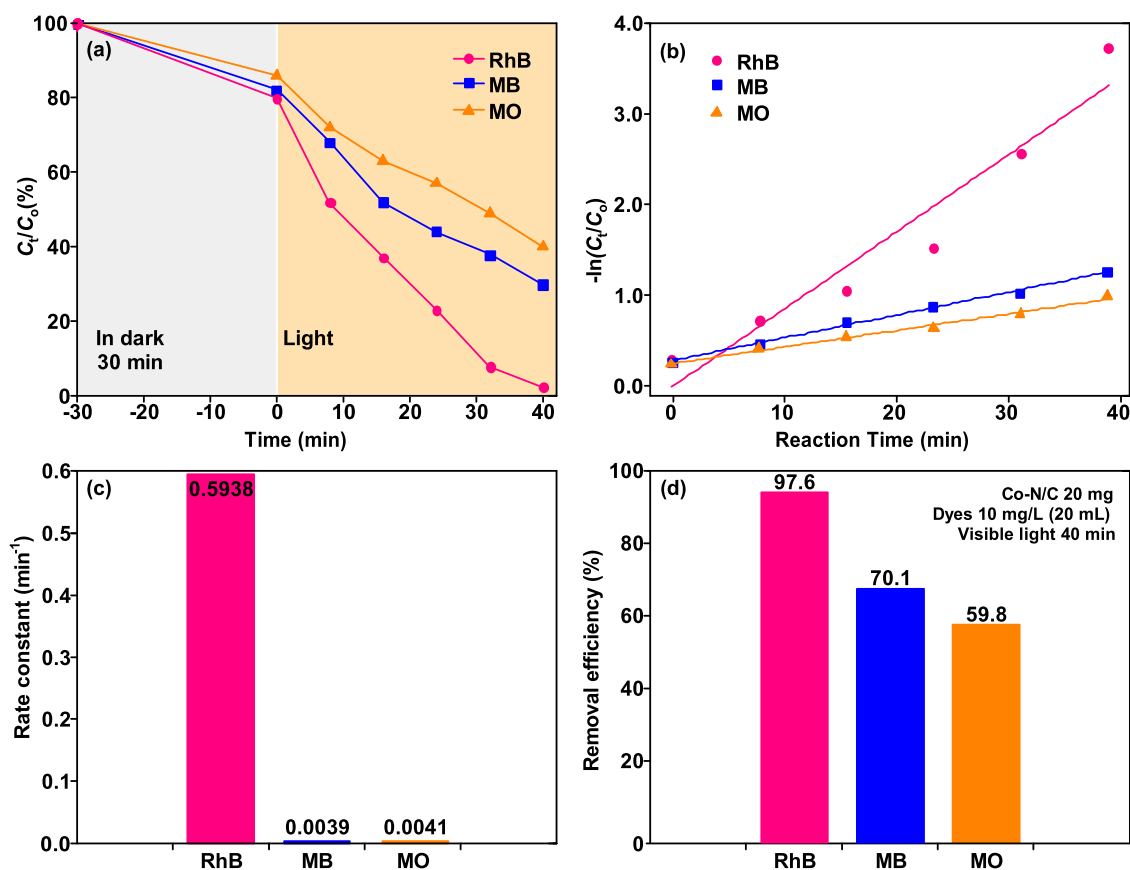 (a)
RhB
MB
MO
100
80
60
40
20
0
Ct/Co(%)
In dark
30 min
Light
-30 -20 -10 0 10 20 30 40
Time (min)
(b)
RhB
MB
MO
4.0
3.0
2.0
1.0
0.0
-ln(Ct/Co)
0 10 20 30 40
Reaction Time (min)
(c)
0.6
0.5
0.4
0.3
0.2
0.1
0.0
Rate constant (min-1)
0.5938
0.0039
0.0041
RhB MB MO
(d)
Co-N/C 20 mg
Dyes 10 mg/L (20 mL)
Visible light 40 min
100
80
60
40
20
0
Removal efficiency (%)
97.6
70.1
59.8
RhB MB MO